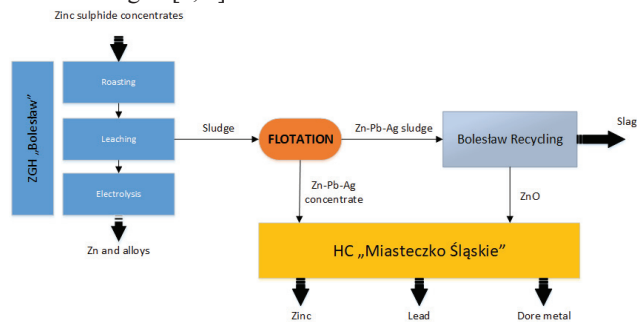 Zinc sulphide concentrates
ZGH „Bolesław”
Roasting
Leaching
Electrolysis
Zn and alloys
Sludge
FLOTATION
Zn-Pb-Ag sludge
Bolesław Recycling
Slag
Zn-Pb-Ag
concentrate
ZnO
HC „Miasteczko Śląskie”
Zinc
Lead
Dore metal